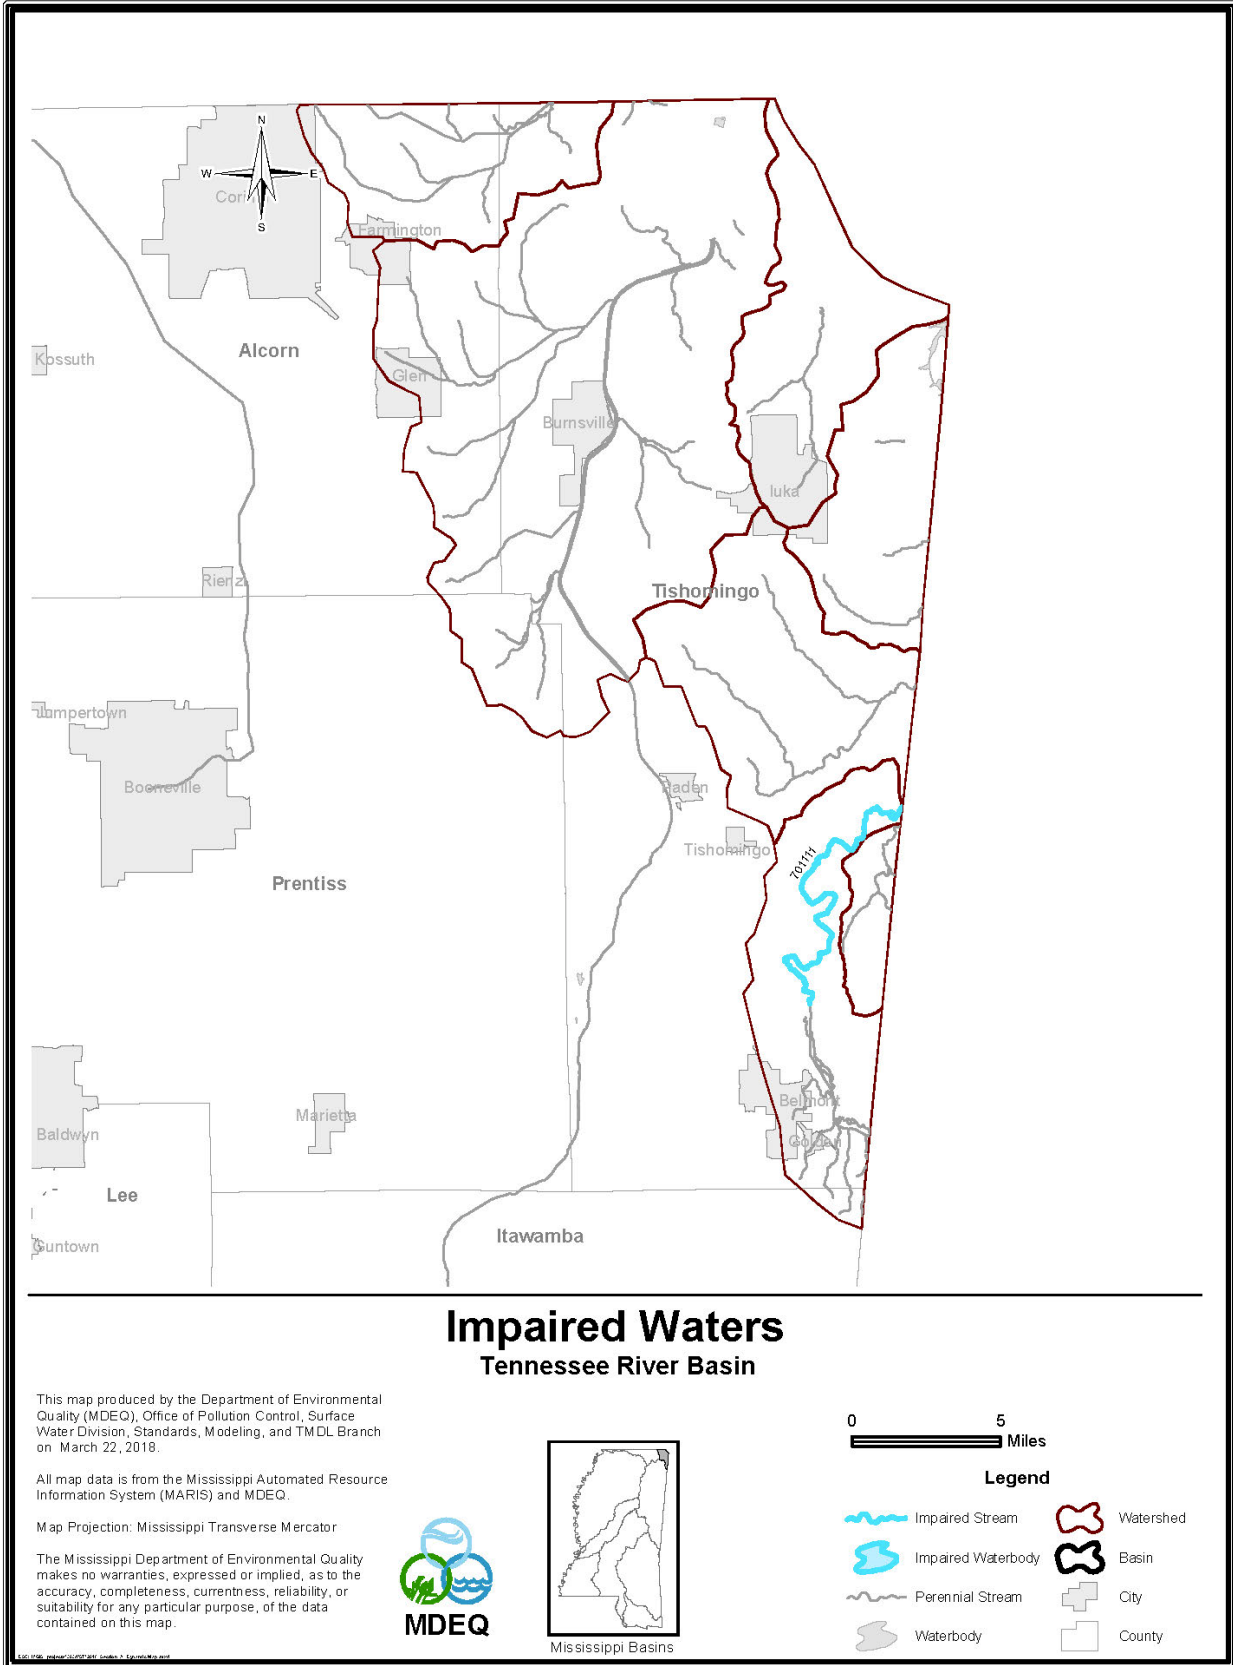 N
W
E
S
Farmington
Alcorn
Kossuth
Glen
Burnsville
Iuka
Rienzi
Tishomingo
Jumpertown
Booneville
Paden
Tishomingo
701111
Prentiss
Belmont
Marietta
Baldwyn
Golden
Lee
Itawamba
Guntown
Impaired Waters
Tennessee River Basin
This map produced by the Department of Environmental
Quality (MDEQ), Office of Pollution Control, Surface
Water Division, Standards, Modeling, and TMDL Branch
on March 22, 2018.
All map data is from the Mississippi Automated Resource
Information System (MARIS) and MDEQ.
Map Projection: Mississippi Transverse Mercator
The Mississippi Department of Environmental Quality
makes no warranties, expressed or implied, as to the
accuracy, completeness, currentness, reliability, or
suitability for any particular purpose, of the data
contained on this map.
MDEQ
Mississippi Basins
0 5
Miles
Legend
Impaired Stream
Watershed
Impaired Waterbody
Basin
Perennial Stream
City
Waterbody
County